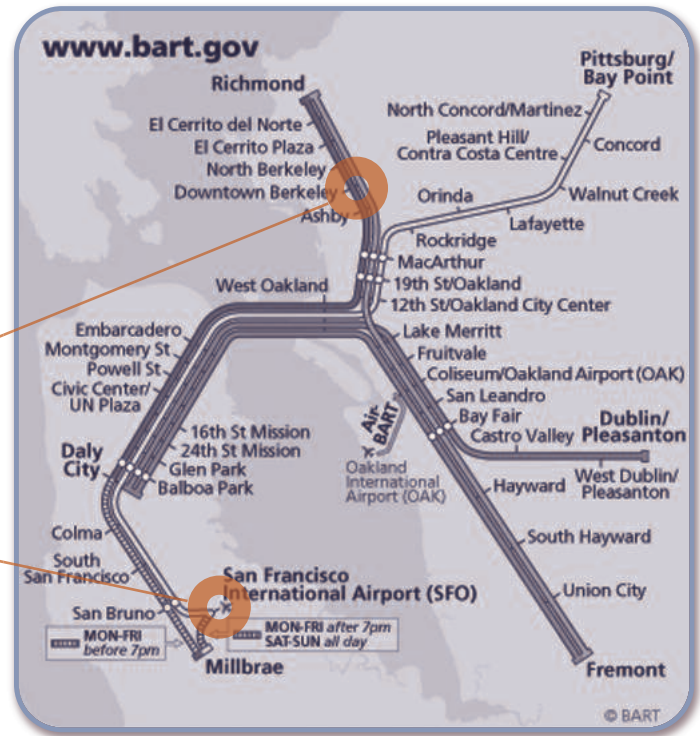 www.bart.gov
Richmond
Pittsburg/
Bay Point
El Cerrito del Norte
El Cerrito Plaza
North Berkeley
Downtown Berkeley
Ashby
North Concord/Martinez
Pleasant Hill/
Contra Costa Centre
Concord
Walnut Creek
Orinda
Lafayette
Rockridge
MacArthur
19th St/Oakland
12th St/Oakland City Center
West Oakland
Lake Merritt
Fruitvale
Coliseum/Oakland Airport (OAK)
San Leandro
Bay Fair
Castro Valley
Dublin/
Pleasanton
West Dublin/
Pleasanton
Embarcadero
Montgomery St
Powell St
Civic Center/
UN Plaza
16th St Mission
24th St Mission
Glen Park
Balboa Park
Daly
City
Air-
BART
Oakland
International
Airport (OAK)
Hayward
South Hayward
Union City
Fremont
Colma
South
San Francisco
San Bruno
San Francisco
International Airport (SFO)
MON-FRI
before 7pm
MON-FRI after 7pm
SAT-SUN all day
Millbrae
© BART